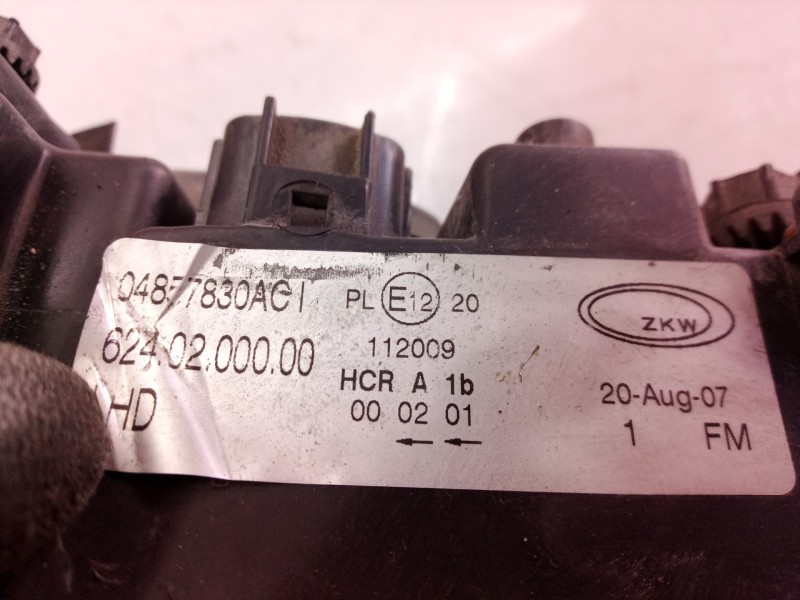 04857830AG I
624.02.000.00
HD
PL E12 20
112009
HCR A 1b
00 02 01
← ←
ZKW
20-Aug-07
1 FM